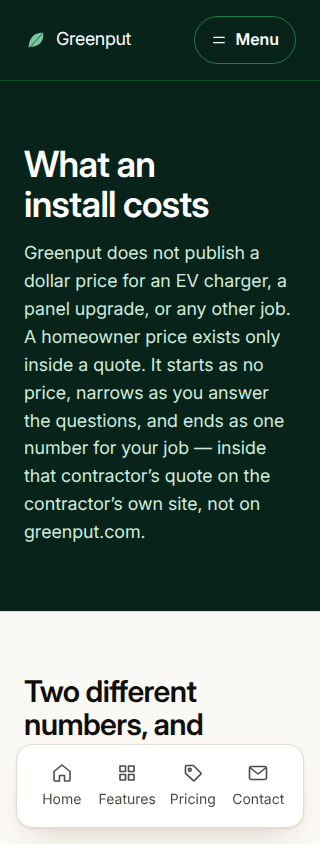 Greenput
Menu
What an
install costs
Greenput does not publish a
dollar price for an EV charger, a
panel upgrade, or any other job.
A homeowner price exists only
inside a quote. It starts as no
price, narrows as you answer
the questions, and ends as one
number for your job — inside
that contractor’s quote on the
contractor’s own site, not on
greenput.com.
Two different
numbers, and
Home
Features
Pricing
Contact